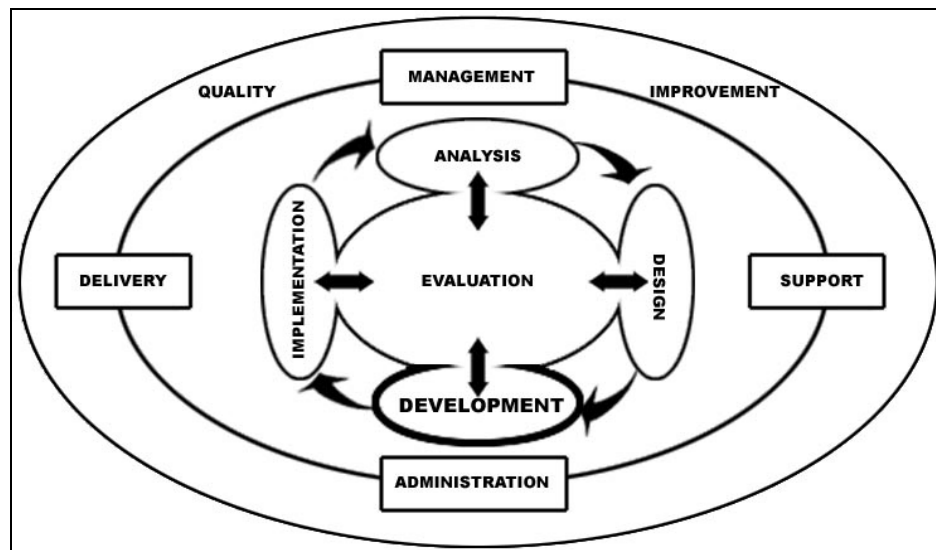 MANAGEMENT
QUALITY
IMPROVEMENT
ANALYSIS
IMPLEMENTATION
DELIVERY
EVALUATION
DESIGN
SUPPORT
DEVELOPMENT
ADMINISTRATION